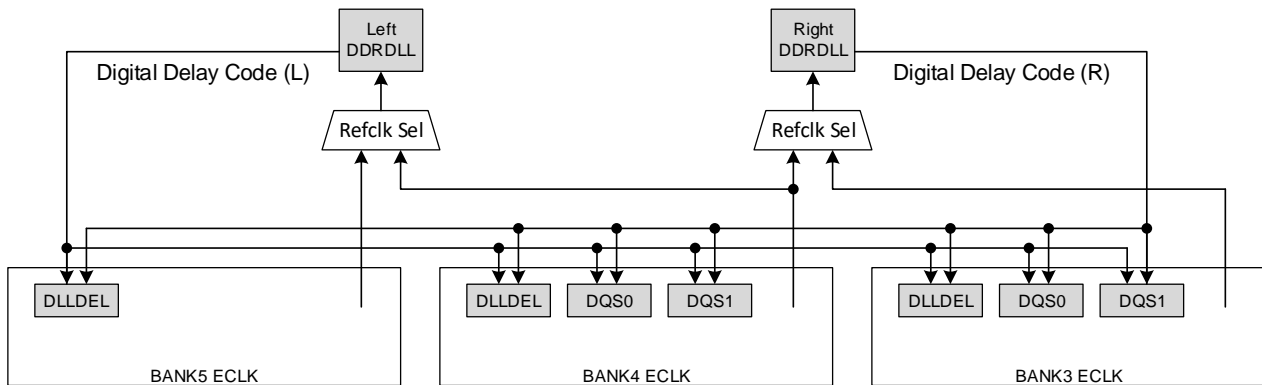 Left
DDRDLL
Right
DDRDLL
Digital Delay Code (L)
Digital Delay Code (R)
Refclk Sel
Refclk Sel
DLLDEL
DLLDEL
DQS0
DQS1
DLLDEL
DQS0
DQS1
BANK5 ECLK
BANK4 ECLK
BANK3 ECLK